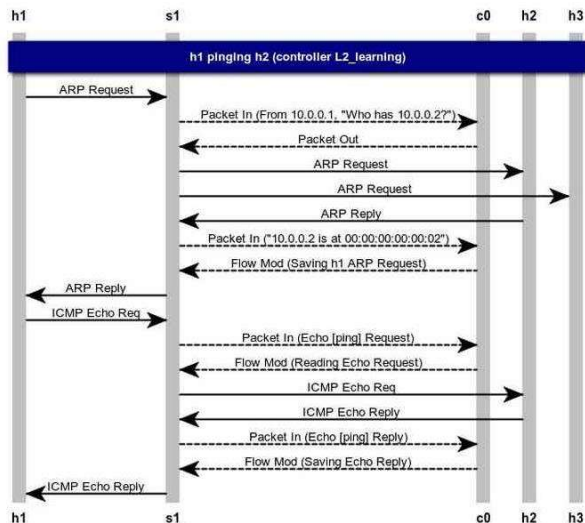 h1 s1 c0 h2 h3
h1 pinging h2 (controller L2_learning)
ARP Request
Packet In (From 10.0.0.1, "Who has 10.0.0.2?")
Packet Out
ARP Request
ARP Request
ARP Reply
Packet In ("10.0.0.2 is at 00:00:00:00:00:02")
Flow Mod (Saving h1 ARP Request)
ARP Reply
ICMP Echo Req
Packet In (Echo [ping] Request)
Flow Mod (Reading Echo Request)
ICMP Echo Req
ICMP Echo Reply
Packet In (Echo [ping] Reply)
Flow Mod (Saving Echo Reply)
ICMP Echo Reply
h1 s1 c0 h2 h3